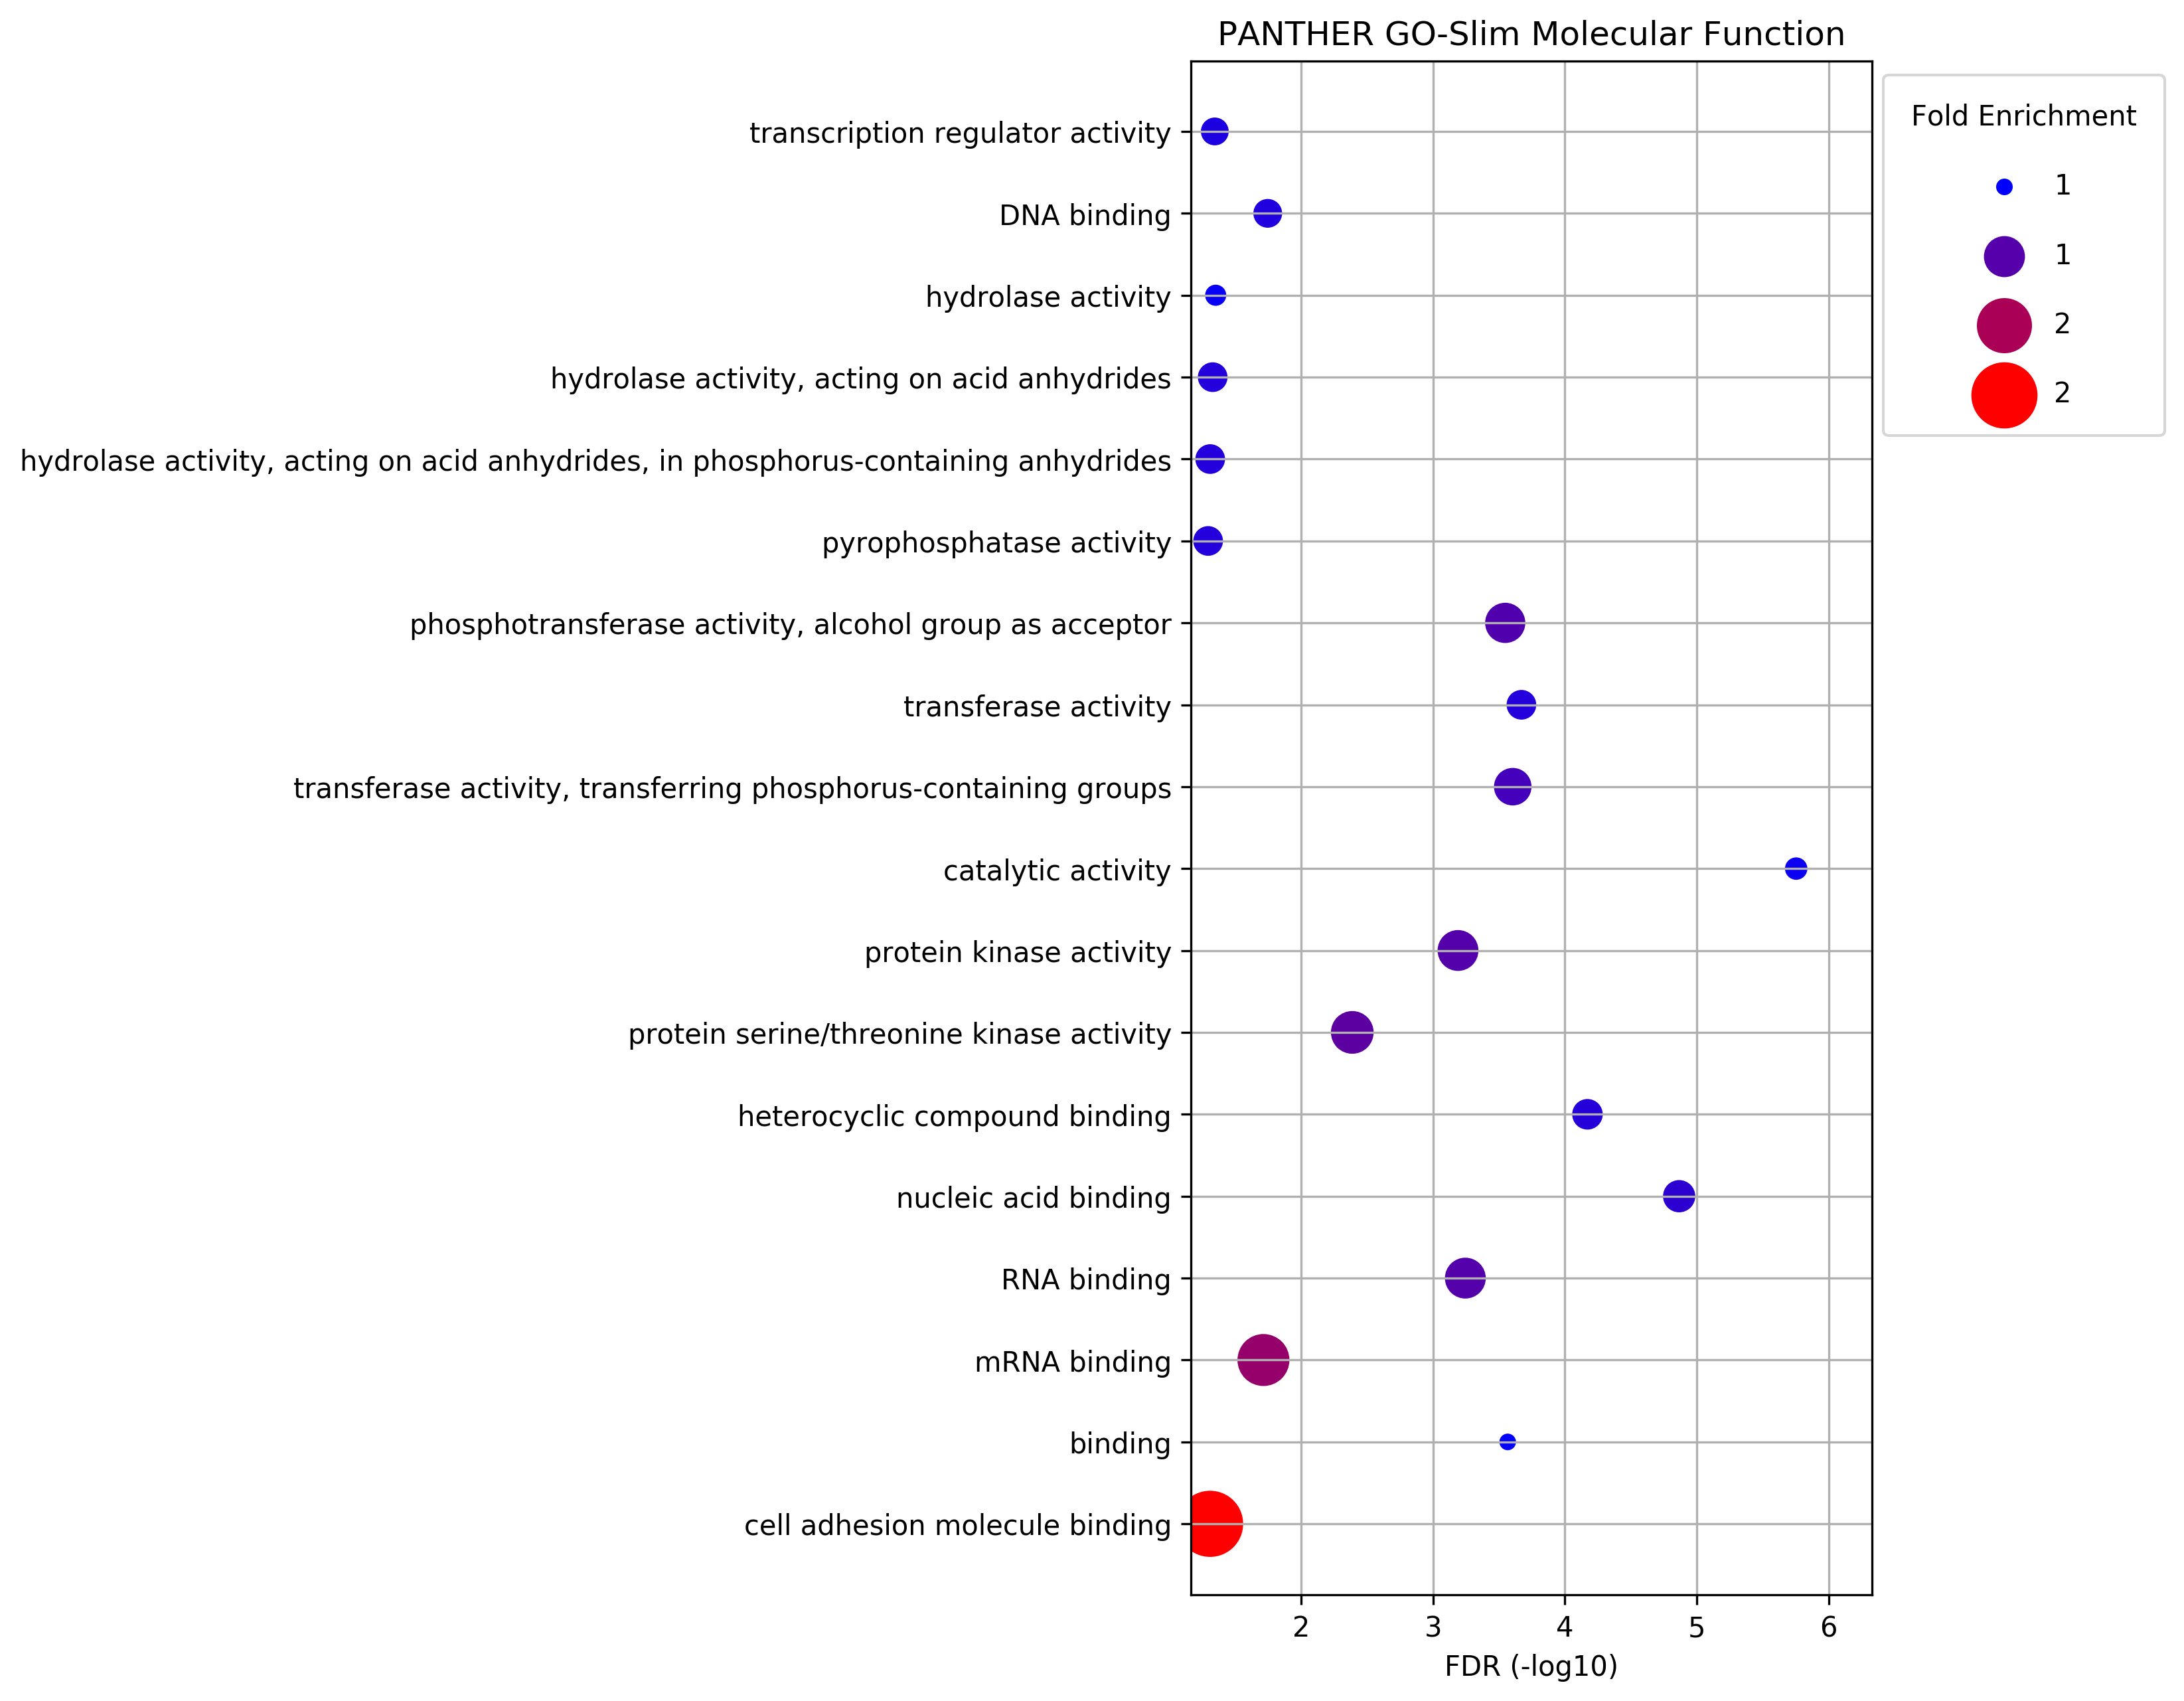 PANTHER GO-Slim Molecular Function
transcription regulator activity
DNA binding
hydrolase activity
hydrolase activity, acting on acid anhydrides
hydrolase activity, acting on acid anhydrides, in phosphorus-containing anhydrides
pyrophosphatase activity
phosphotransferase activity, alcohol group as acceptor
transferase activity
transferase activity, transferring phosphorus-containing groups
catalytic activity
protein kinase activity
protein serine/threonine kinase activity
heterocyclic compound binding
nucleic acid binding
RNA binding
mRNA binding
binding
cell adhesion molecule binding
2 3 4 5 6
FDR (-log10)
Fold Enrichment
1
1
2
2